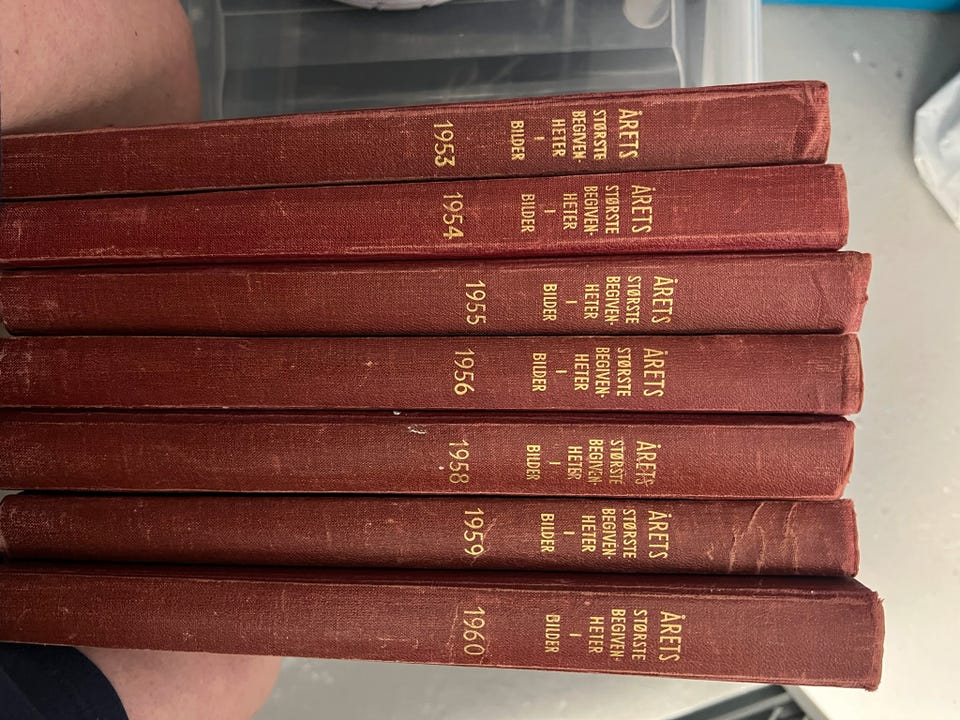 ÅRETS
STØRSTE
BEGIVEN-
HETER
I
BILDER
1953
ÅRETS
STØRSTE
BEGIVEN-
HETER
I
BILDER
1954
ÅRETS
STØRSTE
BEGIVEN-
HETER
I
BILDER
1955
ÅRETS
STØRSTE
BEGIVEN-
HETER
I
BILDER
1956
ÅRETS
STØRSTE
BEGIVEN-
HETER
I
BILDER
1958
ÅRETS
STØRSTE
BEGIVEN-
HETER
I
BILDER
1959
ÅRETS
STØRSTE
BEGIVEN-
HETER
I
BILDER
1960